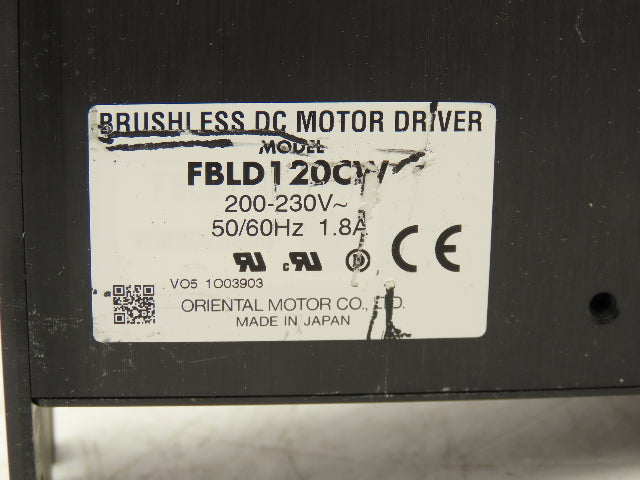 BRUSHLESS DC MOTOR DRIVER
MODEL
FBLD120CW
200-230V~
50/60Hz 1.8A
c
CE
VO5 1OO3903
ORIENTAL MOTOR CO., LTD.
MADE IN JAPAN